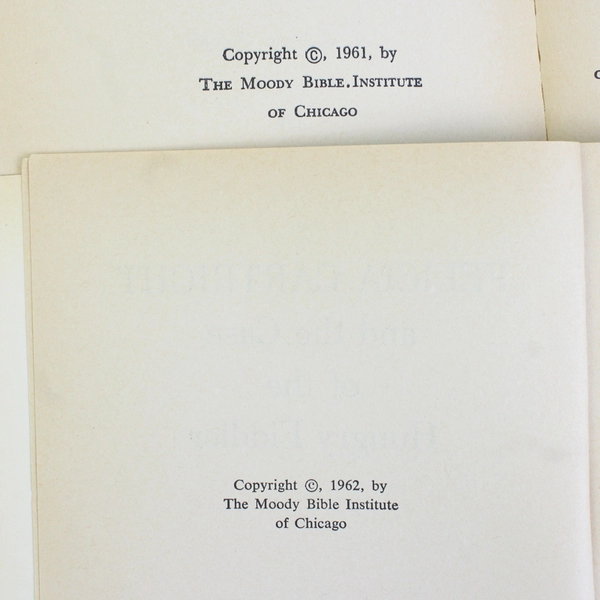 Copyright ©, 1961, by
The Moody Bible.Institute
of Chicago
Copyright ©, 1962, by
The Moody Bible Institute
of Chicago